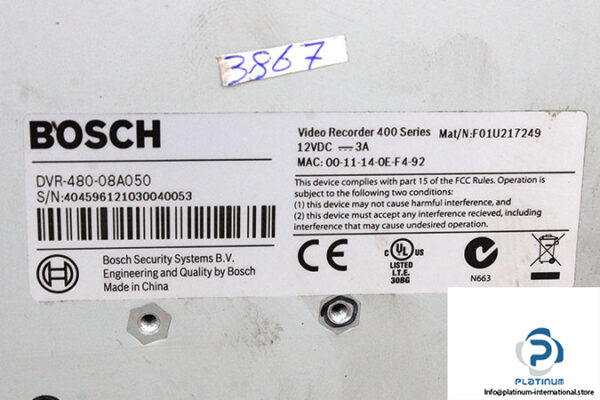 3867
BOSCH
DVR-480-08A050
S/N:404596121030040053
Bosch Security Systems B.V.
Engineering and Quality by Bosch
Made in China
Video Recorder 400 Series Mat/N:F01U217249
12VDC ⎓ 3A
MAC: 00-11-14-0E-F4-92
This device complies with part 15 of the FCC Rules. Operation is
subject to the following two conditions:
(1) this device may not cause harmful interference, and
(2) this device must accept any interference recieved, including
interference that may cause undesired operation.
CE
c UL US
LISTED
I.T.E.
30BG
N663
PLATINUM
http://www.platinum-international.store